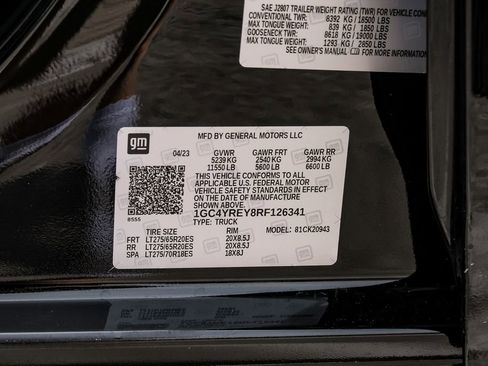 SAE J2807 TRAILER WEIGHT RATING (TWR) FOR VEHICLE CONF
CONVENTIONAL TWR: 8392 KG / 18500 LBS
MAX TONGUE WEIGHT: 839 KG / 1850 LBS
GOOSENECK TWR: 8618 KG / 19000 LBS
MAX TONGUE WEIGHT: 1293 KG / 2850 LBS
SEE OWNER'S MANUAL FOR MORE INFORMATION
gm
MFD BY GENERAL MOTORS LLC
04/23 GVWR GAWR FRT GAWR RR
5239 KG 2540 KG 2994 KG
11550 LB 5600 LB 6600 LB
THIS VEHICLE CONFORMS TO ALL
APPLICABLE U.S. FEDERAL MOTOR
VEHICLE SAFETY STANDARDS IN EFFECT
ON THE DATE OF MANUFACTURE
SHOWN ABOVE.
1GC4YREY8RF126341
TYPE: TRUCK
TIRE SIZE RIM 81CK20943
FRT LT275/65R20ES 20X8.5J
RR LT275/65R20ES 20X8.5J
SPA LT275/70R18ES 18X8J